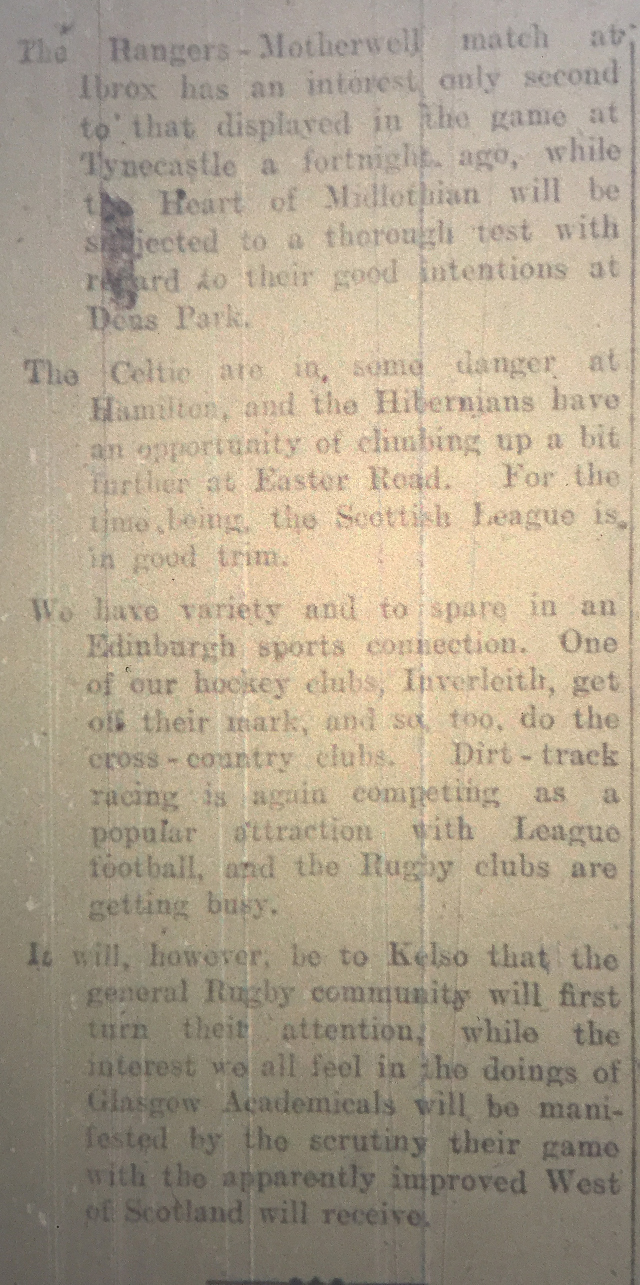 The Rangers-Motherwell match at
Ibrox has an interest only second
to that displayed in the game at
Tynecastle a fortnight ago, while
the Heart of Midlothian will be
subjected to a thorough test with
regard to their good intentions at
Dens Park.
The Celtic are in some danger at
Hamilton, and the Hibernians have
an opportunity of climbing up a bit
further at Easter Road. For the
time being, the Scottish League is
in good trim.
We have variety and to spare in an
Edinburgh sports connection. One
of our hockey clubs, Inverleith, get
off their mark, and so, too, do the
cross-country clubs. Dirt-track
racing is again competing as a
popular attraction with League
football, and the Rugby clubs are
getting busy.
It will, however, be to Kelso that the
general Rugby community will first
turn their attention, while the
interest we all feel in the doings of
Glasgow Academicals will be mani-
fested by the scrutiny their game
with the apparently improved West
of Scotland will receive.